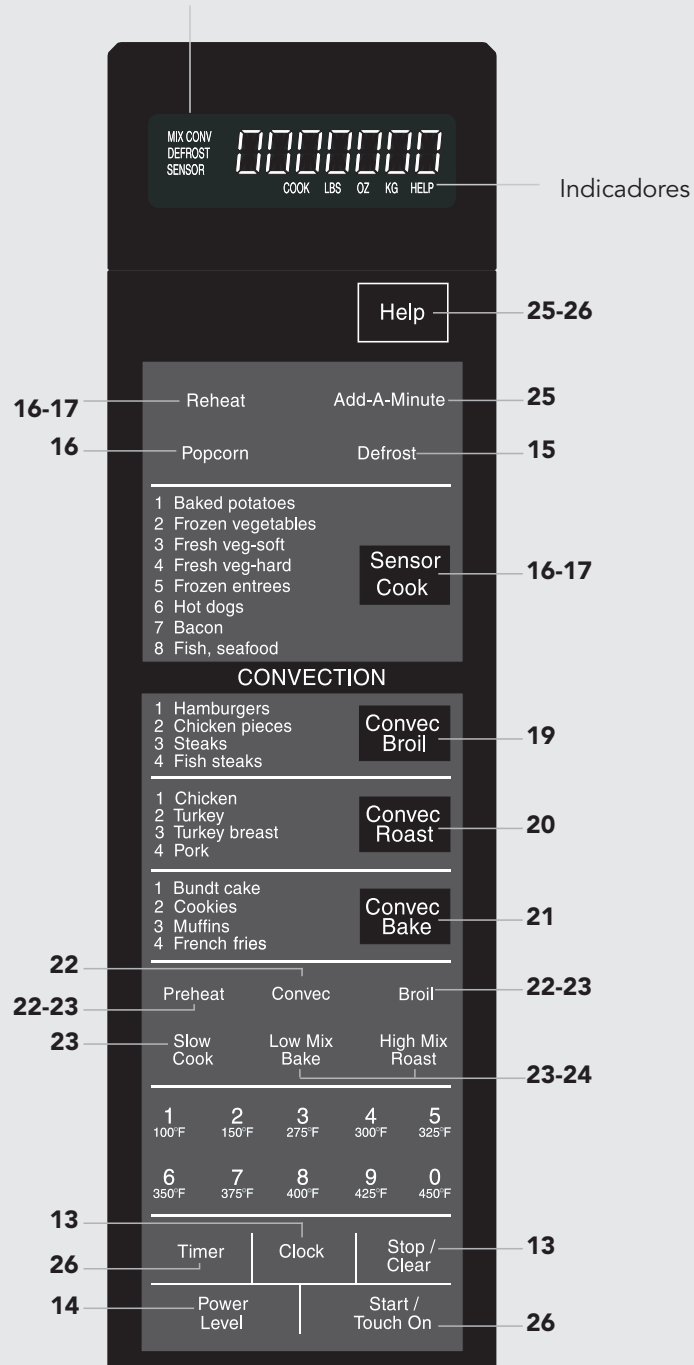 MIX CONV
DEFROST
SENSOR
0000000
COOK LBS OZ KG HELP
Indicadores
Help
25-26
16-17
Reheat
Add-A-Minute
25
16
Popcorn
Defrost
15
1 Baked potatoes
2 Frozen vegetables
3 Fresh veg-soft
4 Fresh veg-hard
5 Frozen entrees
6 Hot dogs
7 Bacon
8 Fish, seafood
Sensor
Cook
16-17
CONVECTION
1 Hamburgers
2 Chicken pieces
3 Steaks
4 Fish steaks
Convec
Broil
19
1 Chicken
2 Turkey
3 Turkey breast
4 Pork
Convec
Roast
20
1 Bundt cake
2 Cookies
3 Muffins
4 French fries
Convec
Bake
21
22
22-23
Preheat
Convec
Broil
22-23
23
Slow
Cook
Low Mix
Bake
High Mix
Roast
23-24
1 2 3 4 5
100°F 150°F 275°F 300°F 325°F
6 7 8 9 0
350°F 375°F 400°F 425°F 450°F
13
26
Timer
Clock
Stop /
Clear
13
14
Power
Level
Start /
Touch On
26